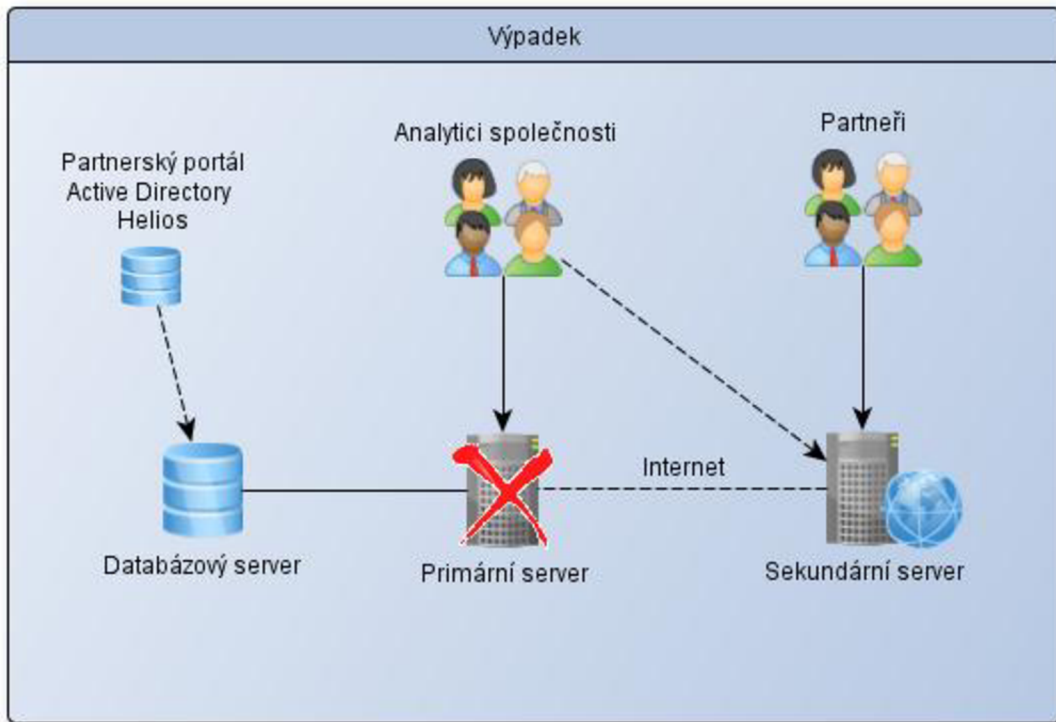 Výpadek
Partnerský portál
Active Directory
Helios
Analytici společnosti
Partneři
Internet
Databázový server
Primární server
Sekundární server